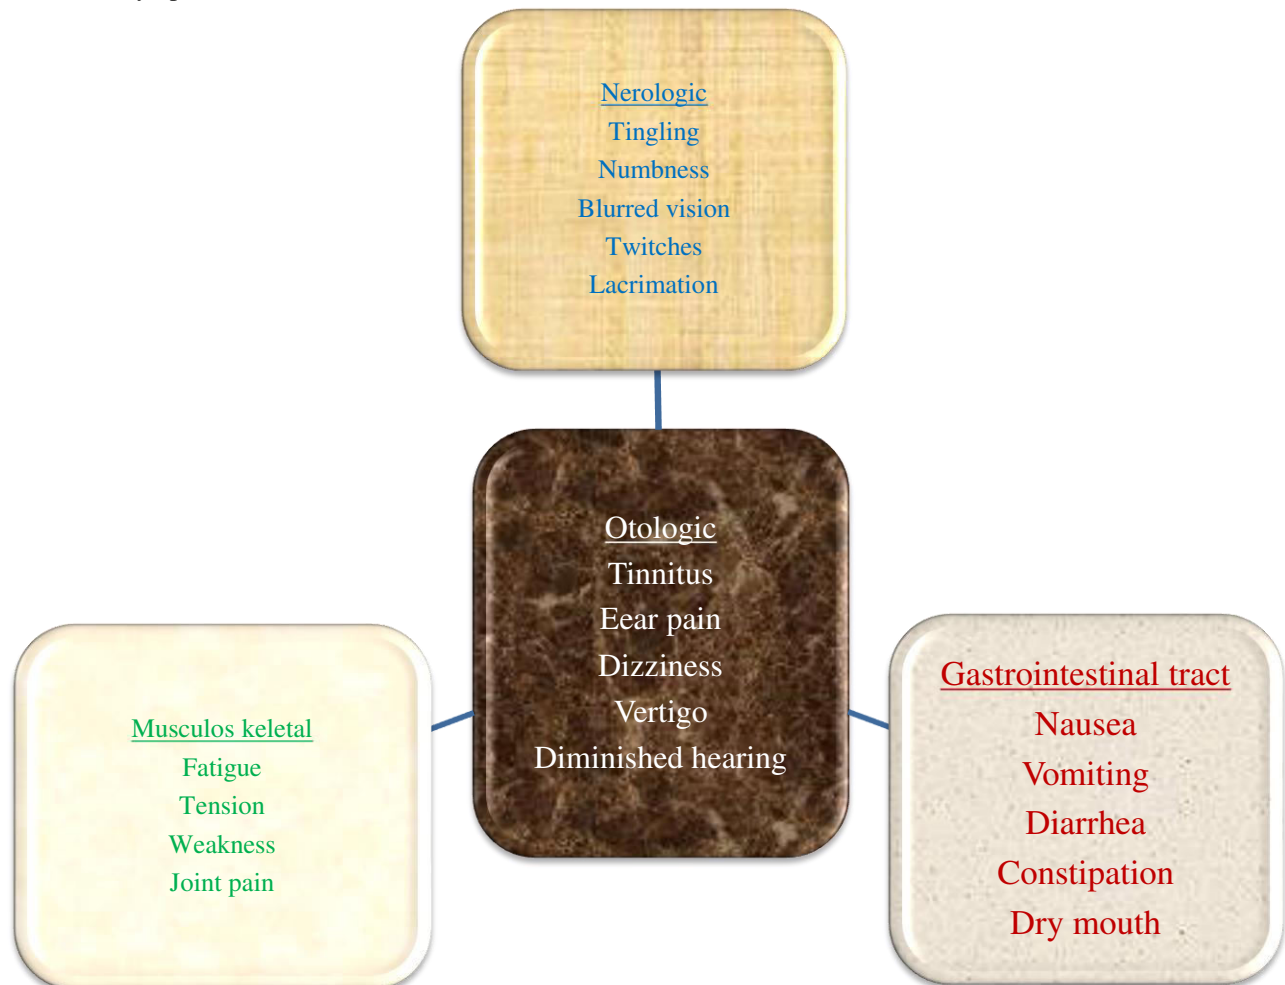 Nerologic
Tingling
Numbness
Blurred vision
Twitches
Lacrimation
Otologic
Tinnitus
Eear pain
Dizziness
Vertigo
Diminished hearing
Musculos keletal
Fatigue
Tension
Weakness
Joint pain
Gastrointestinal tract
Nausea
Vomiting
Diarrhea
Constipation
Dry mouth